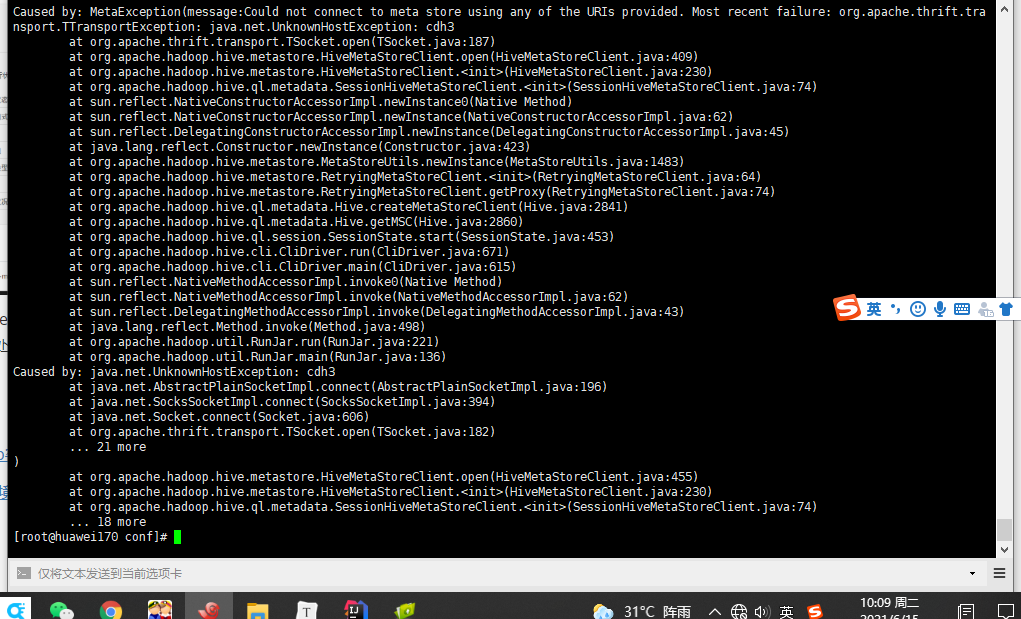 Caused by: MetaException(message:Could not connect to meta store using any of the URIs provided. Most recent failure: org.apache.thrift.tra
nsport.TTransportException: java.net.UnknownHostException: cdh3
at org.apache.thrift.transport.TSocket.open(TSocket.java:187)
at org.apache.hadoop.hive.metastore.HiveMetaStoreClient.open(HiveMetaStoreClient.java:409)
at org.apache.hadoop.hive.metastore.HiveMetaStoreClient.<init>(HiveMetaStoreClient.java:230)
at org.apache.hadoop.hive.ql.metadata.SessionHiveMetaStoreClient.<init>(SessionHiveMetaStoreClient.java:74)
at sun.reflect.NativeConstructorAccessorImpl.newInstance0(Native Method)
at sun.reflect.NativeConstructorAccessorImpl.newInstance(NativeConstructorAccessorImpl.java:62)
at sun.reflect.DelegatingConstructorAccessorImpl.newInstance(DelegatingConstructorAccessorImpl.java:45)
at java.lang.reflect.Constructor.newInstance(Constructor.java:423)
at org.apache.hadoop.hive.metastore.MetaStoreUtils.newInstance(MetaStoreUtils.java:1483)
at org.apache.hadoop.hive.metastore.RetryingMetaStoreClient.<init>(RetryingMetaStoreClient.java:64)
at org.apache.hadoop.hive.metastore.RetryingMetaStoreClient.getProxy(RetryingMetaStoreClient.java:74)
at org.apache.hadoop.hive.ql.metadata.Hive.createMetaStoreClient(Hive.java:2841)
at org.apache.hadoop.hive.ql.metadata.Hive.getMSC(Hive.java:2860)
at org.apache.hadoop.hive.ql.session.SessionState.start(SessionState.java:453)
at org.apache.hadoop.hive.cli.CliDriver.run(CliDriver.java:671)
at org.apache.hadoop.hive.cli.CliDriver.main(CliDriver.java:615)
at sun.reflect.NativeMethodAccessorImpl.invoke0(Native Method)
at sun.reflect.NativeMethodAccessorImpl.invoke(NativeMethodAccessorImpl.java:62)
at sun.reflect.DelegatingMethodAccessorImpl.invoke(DelegatingMethodAccessorImpl.java:43)
at java.lang.reflect.Method.invoke(Method.java:498)
at org.apache.hadoop.util.RunJar.run(RunJar.java:221)
at org.apache.hadoop.util.RunJar.main(RunJar.java:136)
Caused by: java.net.UnknownHostException: cdh3
at java.net.AbstractPlainSocketImpl.connect(AbstractPlainSocketImpl.java:196)
at java.net.SocksSocketImpl.connect(SocksSocketImpl.java:394)
at java.net.Socket.connect(Socket.java:606)
at org.apache.thrift.transport.TSocket.open(TSocket.java:182)
... 21 more
)
at org.apache.hadoop.hive.metastore.HiveMetaStoreClient.open(HiveMetaStoreClient.java:455)
at org.apache.hadoop.hive.metastore.HiveMetaStoreClient.<init>(HiveMetaStoreClient.java:230)
at org.apache.hadoop.hive.ql.metadata.SessionHiveMetaStoreClient.<init>(SessionHiveMetaStoreClient.java:74)
... 18 more
[root@huawei170 conf]#
英
仅将文本发送到当前选项卡
31°C 阵雨 英 10:09 周二
2021/6/15